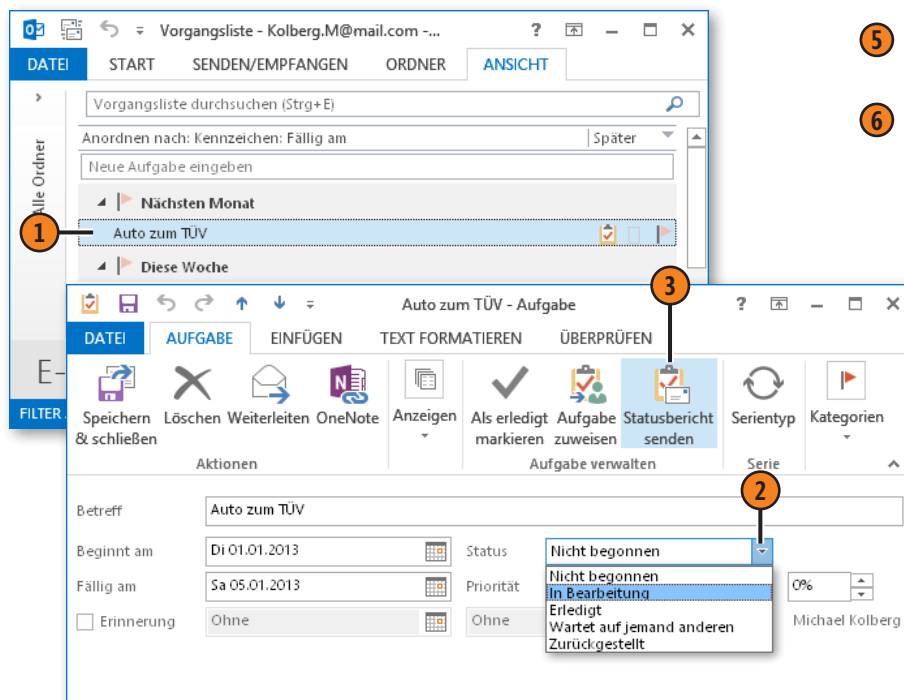 Vorgangsliste - Kolberg.M@mail.com -...
?
DATEI START SENDEN/EMPFANGEN ORDNER ANSICHT
5
6
Alle Ordner
Vorgangsliste durchsuchen (Strg+E)
Anordnen nach: Kennzeichen: Fällig am Später
Neue Aufgabe eingeben
Nächsten Monat
1
Auto zum TÜV
Diese Woche
E-
FILTER
3
Auto zum TÜV - Aufgabe
?
DATEI AUFGABE EINFÜGEN TEXT FORMATIEREN ÜBERPRÜFEN
Speichern & schließen
Löschen
Weiterleiten
OneNote
Aktionen
Anzeigen
Als erledigt markieren
Aufgabe zuweisen
Statusbericht senden
Aufgabe verwalten
Serientyp
Serie
Kategorien
2
Betreff Auto zum TÜV
Beginnt am Di 01.01.2013 Status Nicht begonnen
Fällig am Sa 05.01.2013 Priorität 0%
Nicht begonnen
In Bearbeitung
Erledigt
Wartet auf jemand anderen
Zurückgestellt
Erinnerung Ohne Ohne Michael Kolberg